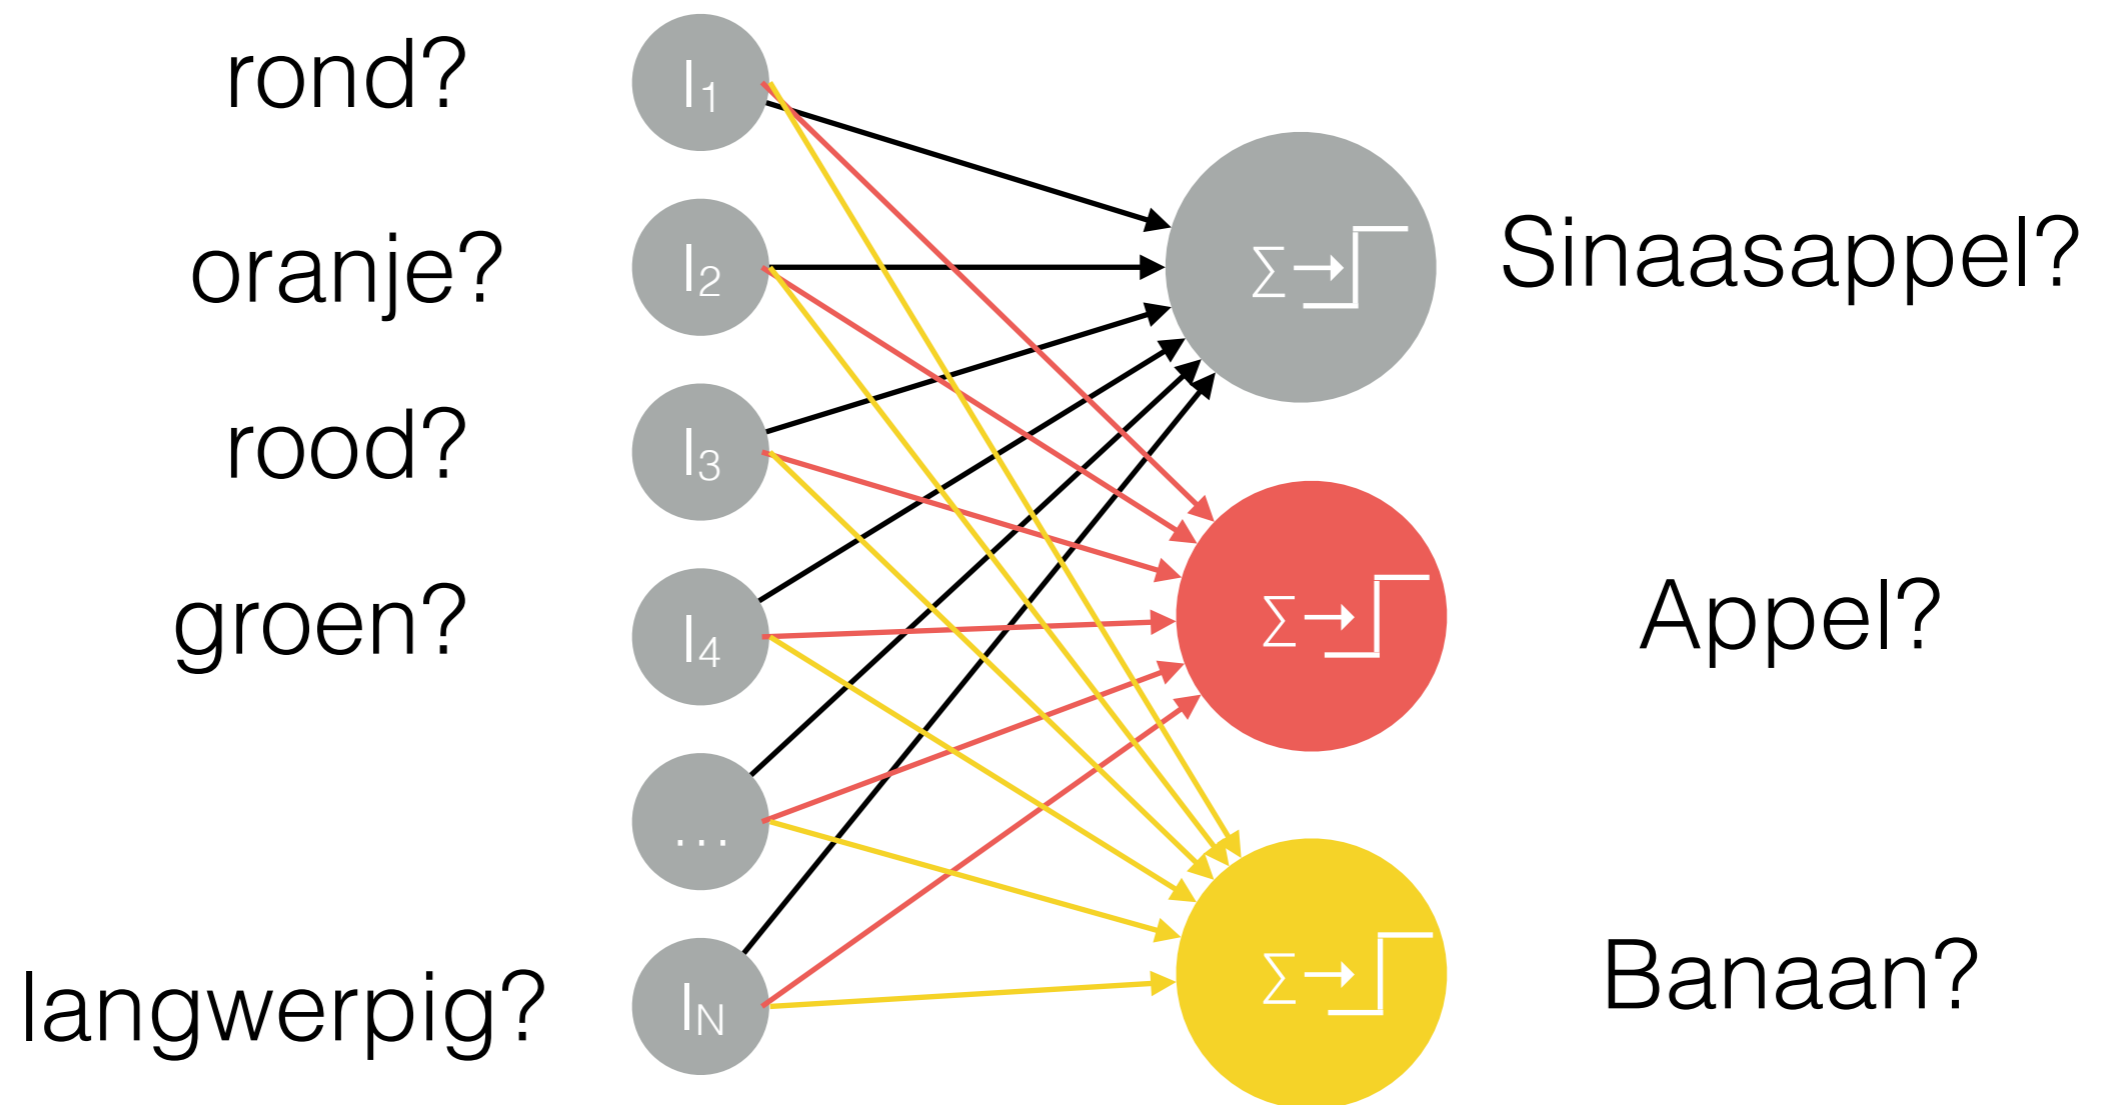 rond?
I1
oranje?
I2
Σ
Sinaasappel?
rood?
I3
groen?
I4
Σ
Appel?
...
langwerpig?
IN
Σ
Banaan?